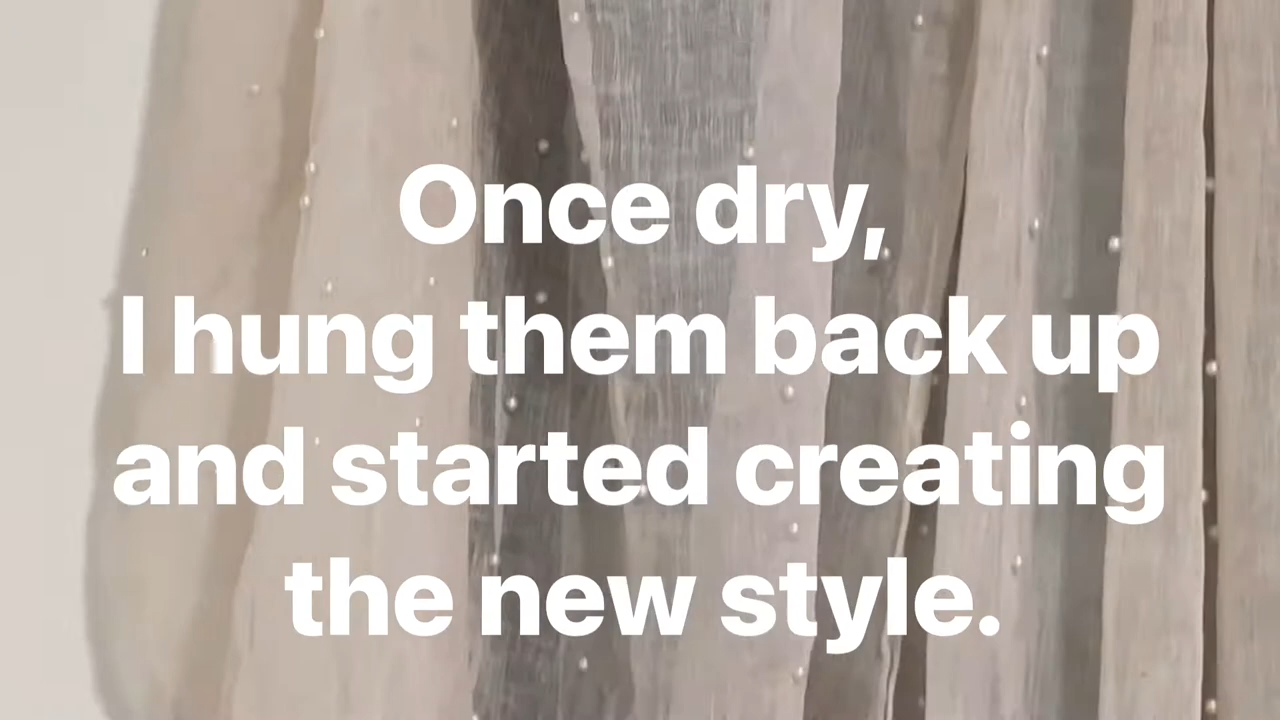 Once dry,
I hung them back up
and started creating
the new style.